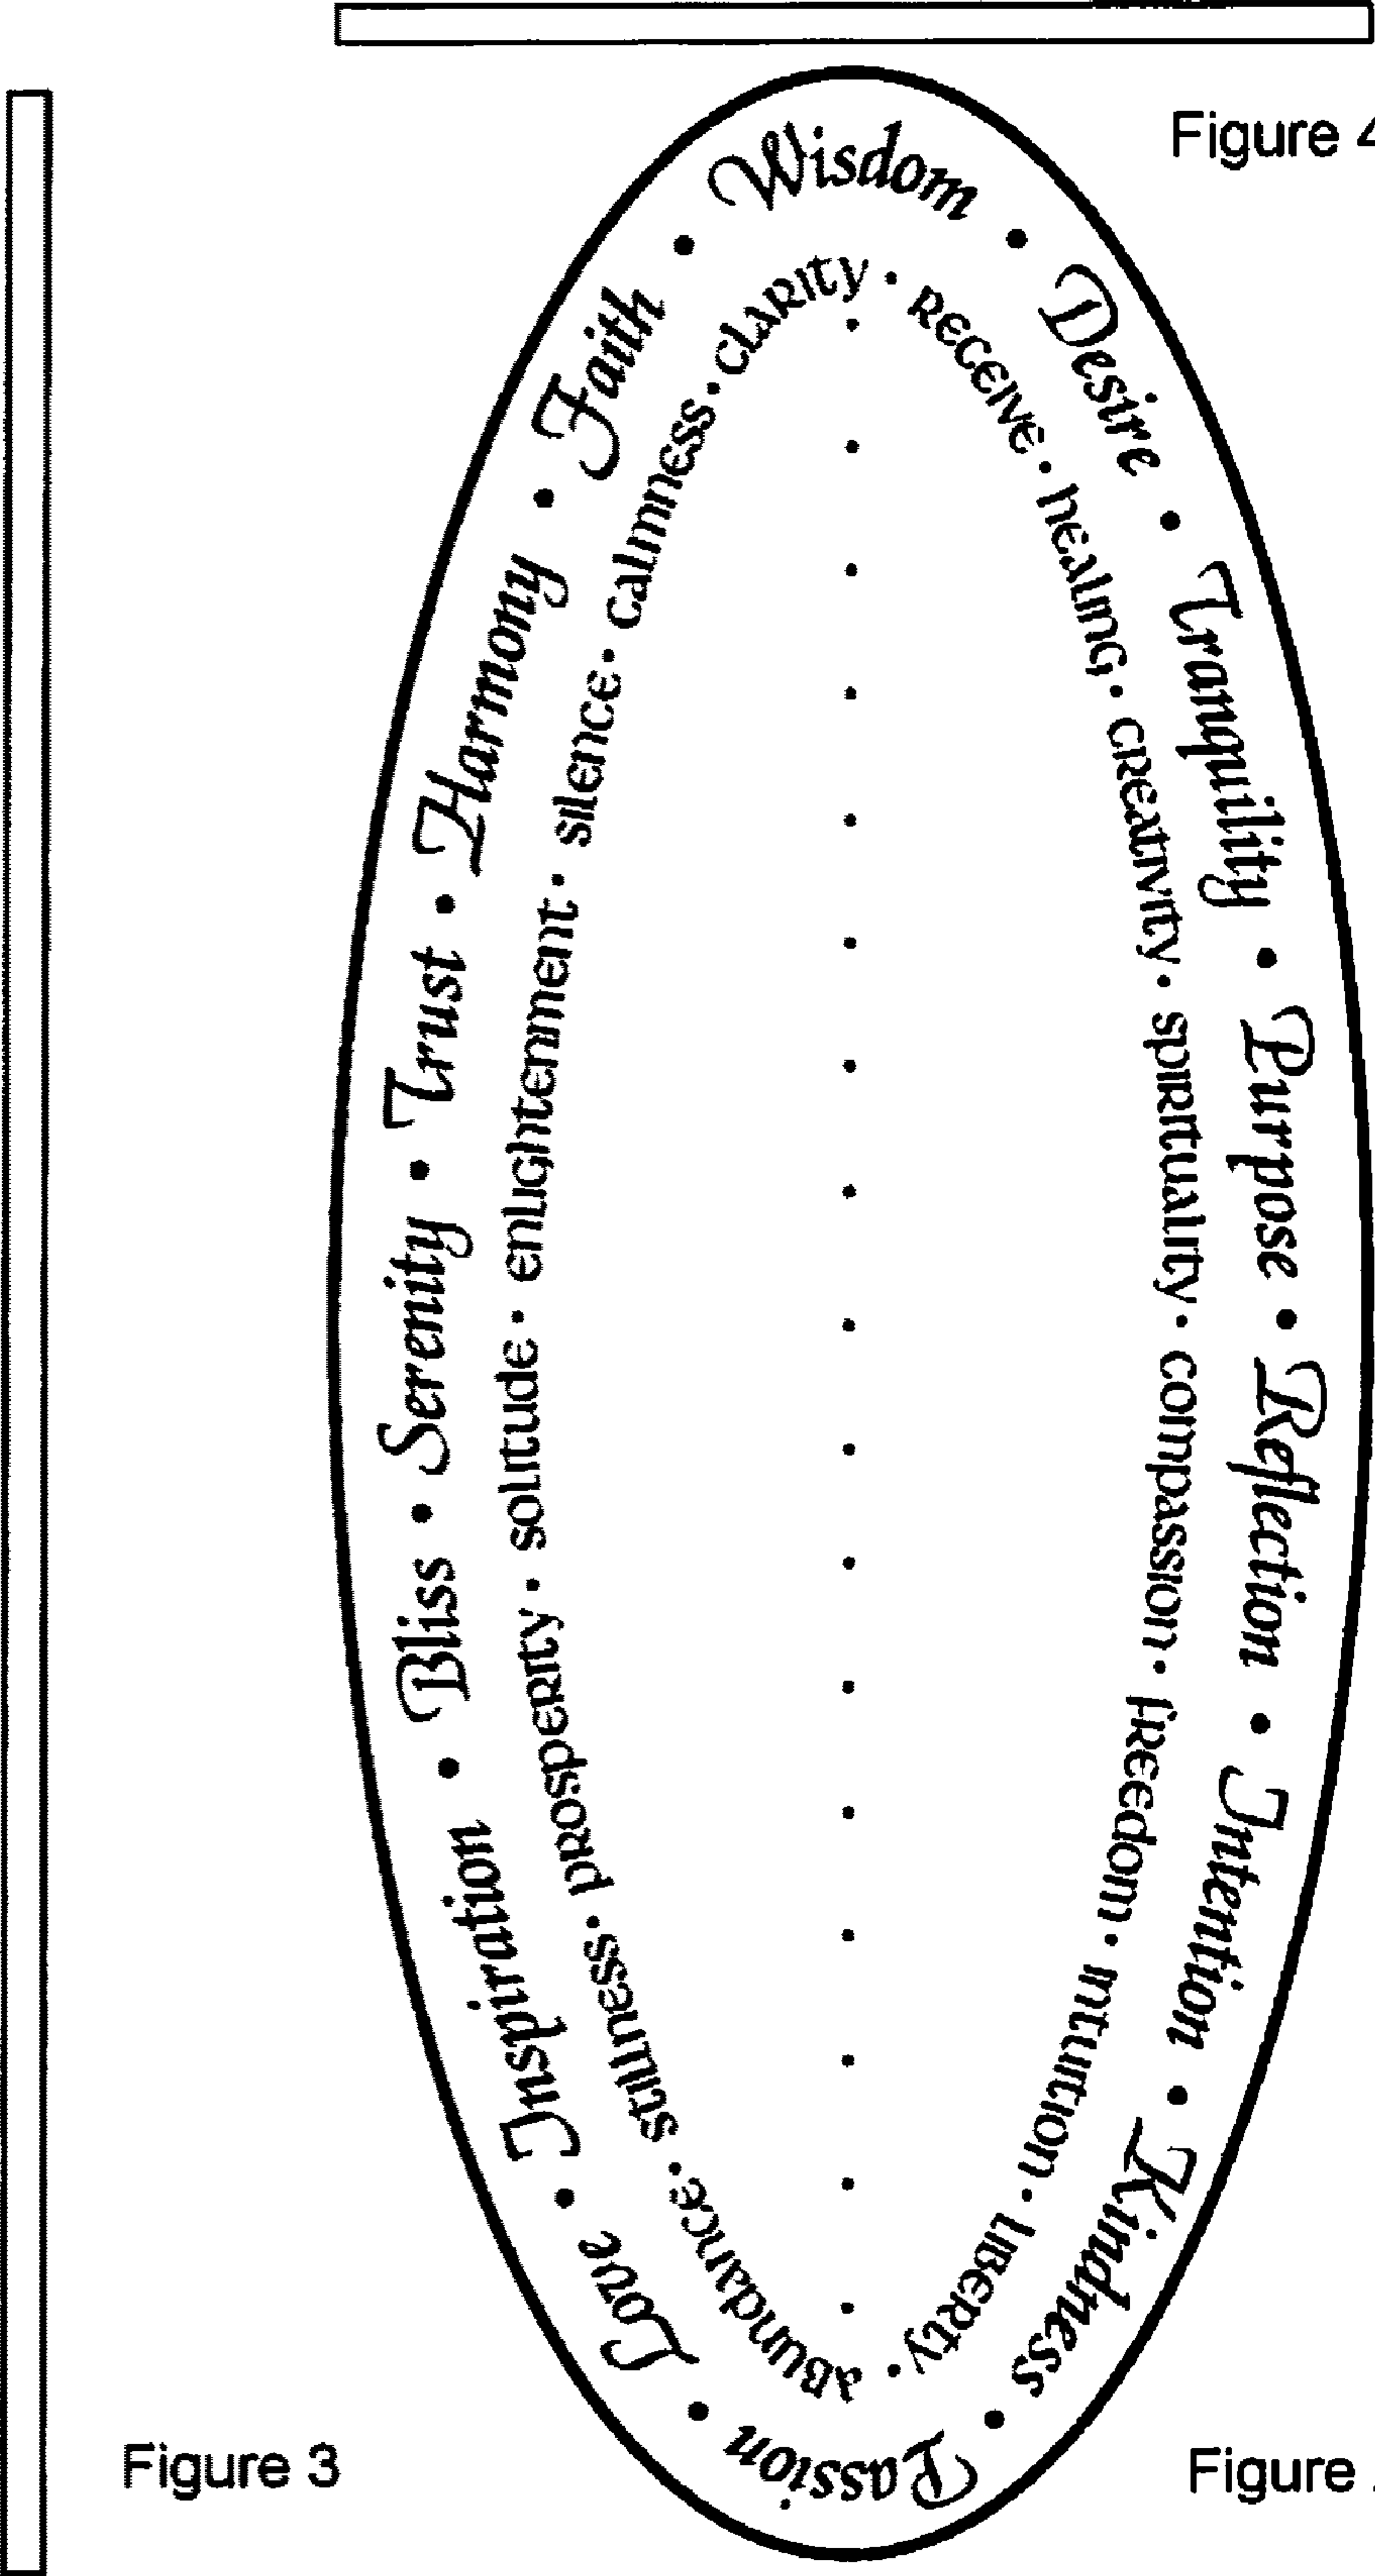 Figure 4
Wisdom • Desire • Tranquility • Purpose • Reflection • Intention • Kindness • Passion • Love • Inspiration • Bliss • Serenity • Trust • Harmony • Faith •
CLARITY • RECEIVE • HEALING • CREATIVITY • SPIRITUALITY • COMPASSION • FREEDOM • INTUITION • LIBERTY • ABUNDANCE • STILLNESS • PROSPERITY • SOLITUDE • ENLIGHTENMENT • SILENCE • CALMNESS •
Figure 3
Figure